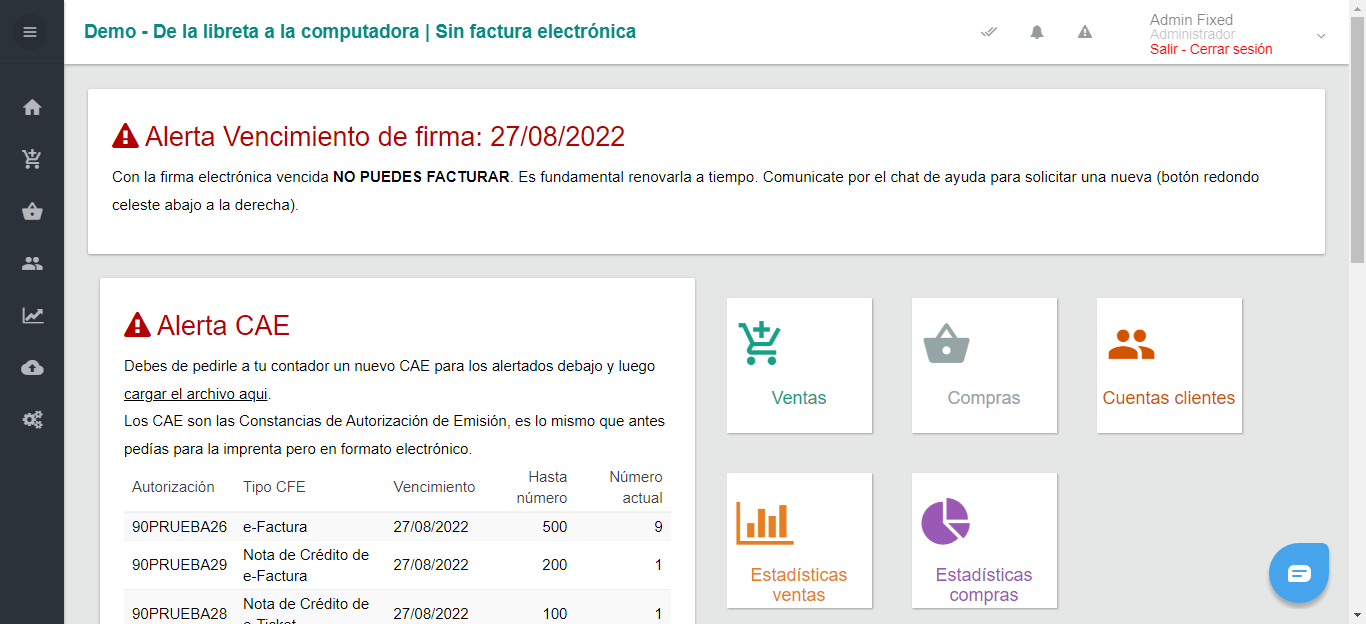 Demo - De la libreta a la computadora | Sin factura electrónica
Admin Fixed
Administrador
Salir - Cerrar sesión
Alerta Vencimiento de firma: 27/08/2022
Con la firma electrónica vencida NO PUEDES FACTURAR. Es fundamental renovarla a tiempo. Comunicate por el chat de ayuda para solicitar una nueva (botón redondo
celeste abajo a la derecha).
Alerta CAE
Debes de pedirle a tu contador un nuevo CAE para los alertados debajo y luego
cargar el archivo aqui.
Los CAE son las Constancias de Autorización de Emisión, es lo mismo que antes
pedías para la imprenta pero en formato electrónico.
Autorización Tipo CFE Vencimiento Hasta número Número actual
90PRUEBA26 e-Factura 27/08/2022 500 9
90PRUEBA29 Nota de Crédito de e-Factura 27/08/2022 200 1
90PRUEBA28 Nota de Crédito de e-Ticket 27/08/2022 100 1
Ventas
Compras
Cuentas clientes
Estadísticas
ventas
Estadísticas
compras